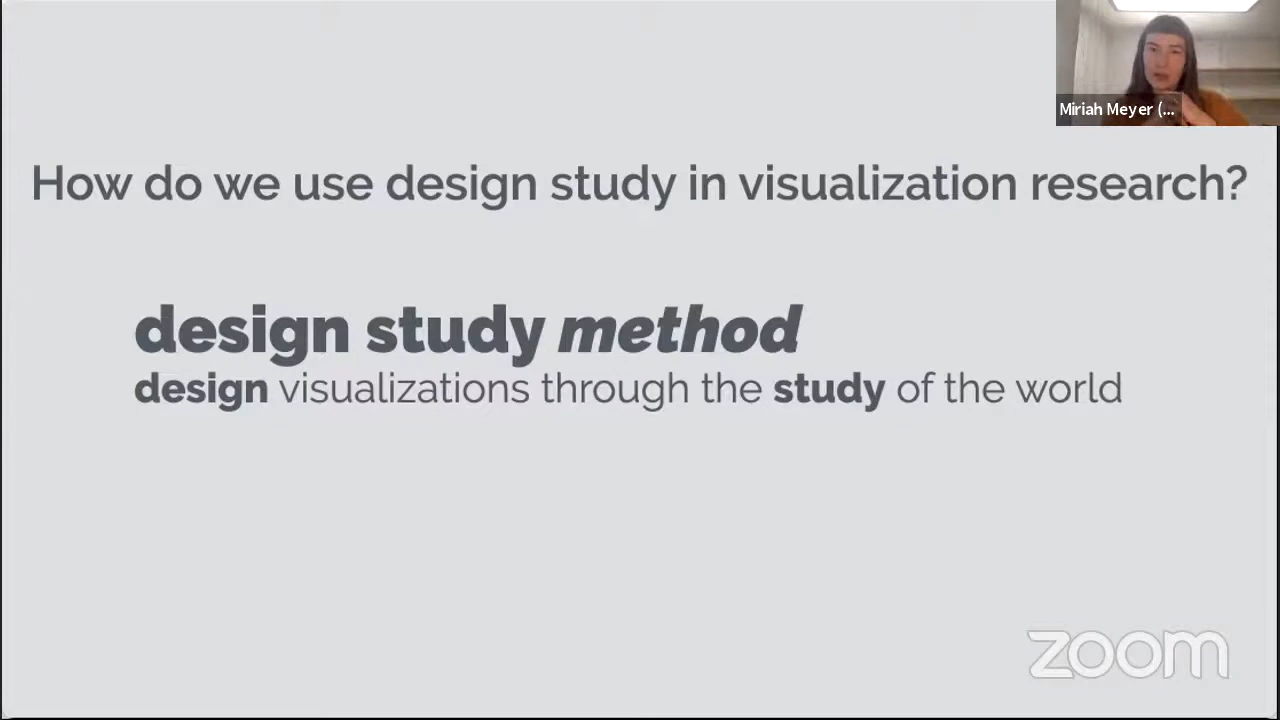 Miriah Meyer (...
How do we use design study in visualization research?
design study method
design visualizations through the study of the world
zoom